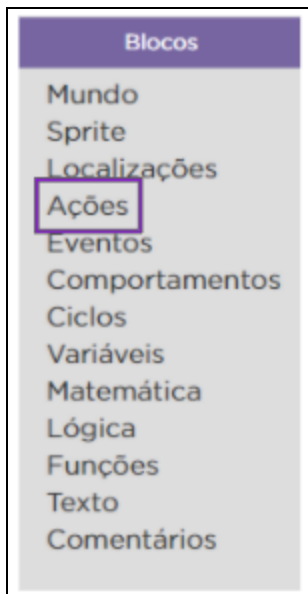 Blocos
Mundo
Sprite
Localizações
Ações
Eventos
Comportamentos
Ciclos
Variáveis
Matemática
Lógica
Funções
Texto
Comentários